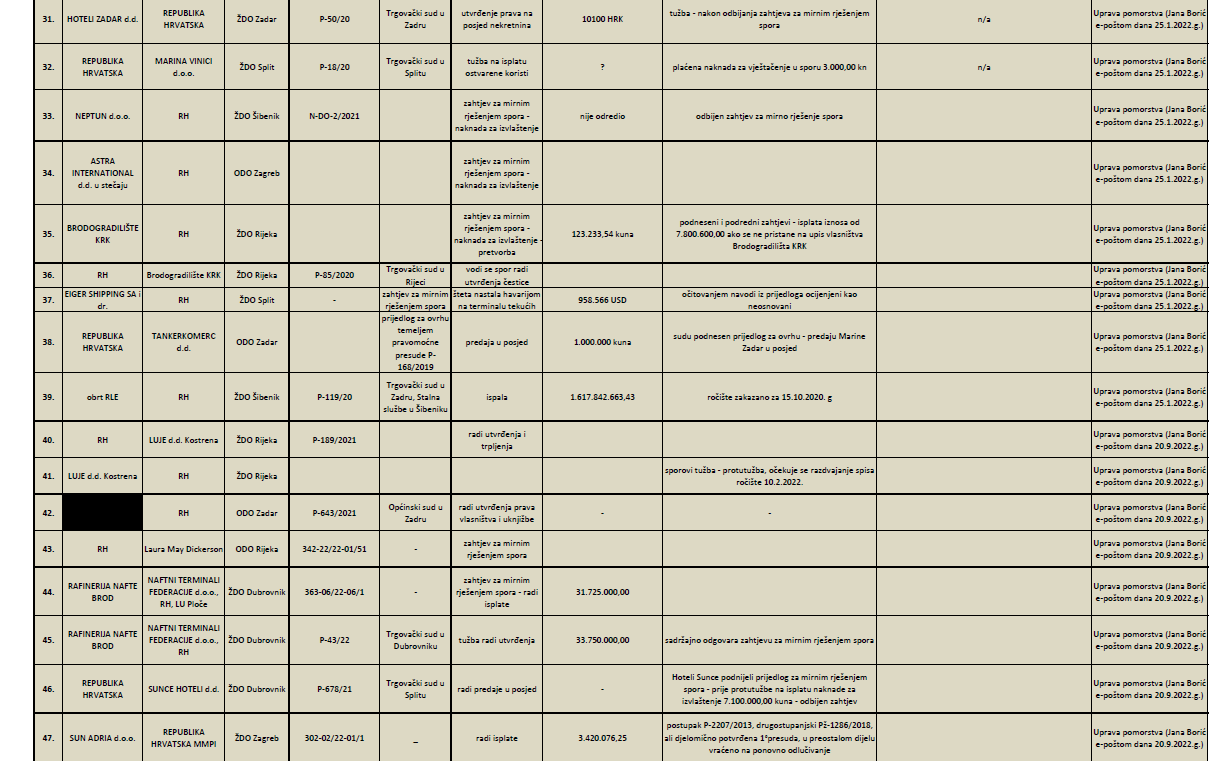 31. HOTELI ZADAR d.d. REPUBLIKA HRVATSKA ŽDO Zadar P-50/20 Trgovački sud u Zadru utvrđenje prava na posjed nekretnina 10100 HRK tužba - nakon odbijanja zahtjeva za mirnim rješenjem spora n/a Uprava pomorstva (Jana Borić e-poštom dana 25.1.2022.g.)
32. REPUBLIKA HRVATSKA MARINA VINICI d.o.o. ŽDO Split P-18/20 Trgovački sud u Splitu tužba na isplatu ostvarene koristi ? plaćena naknada za vještačenje u sporu 3.000,00 kn n/a Uprava pomorstva (Jana Borić e-poštom dana 25.1.2022.g.)
33. NEPTUN d.o.o. RH ŽDO Šibenik N-DO-2/2021 zahtjev za mirnim rješenjem spora - naknada za izvlaštenje nije odredio odbijen zahtjev za mirno rješenje spora Uprava pomorstva (Jana Borić e-poštom dana 25.1.2022.g.)
34. ASTRA INTERNATIONAL d.d. u stečaju RH ODO Zagreb zahtjev za mirnim rješenjem spora - naknada za izvlaštenje Uprava pomorstva (Jana Borić e-poštom dana 25.1.2022.g.)
35. BRODOGRADILIŠTE KRK RH ŽDO Rijeka zahtjev za mirnim rješenjem spora - naknada za izvlaštenje - pretvorba 123.233,54 kuna podneseni i podredni zahtjevi - isplata iznosa od 7.800.600,00 ako se ne pristane na upis vlasništva Brodogradilišta KRK Uprava pomorstva (Jana Borić e-poštom dana 25.1.2022.g.)
36. RH Brodogradilište KRK ŽDO Rijeka P-85/2020 Trgovački sud u Rijeci vodi se spor radi utvrđenja čestice Uprava pomorstva (Jana Borić e-poštom dana 25.1.2022.g.)
37. EIGER SHIPPING SA i dr. RH ŽDO Split - zahtjev za mirnim rješenjem spora šteta nastala havarijom na terminalu tekućih 958.566 USD očitovanjem navodi iz prijedloga ocijenjeni kao neosnovani Uprava pomorstva (Jana Borić e-poštom dana 25.1.2022.g.)
38. REPUBLIKA HRVATSKA TANKERKOMERC d.d. ODO Zadar prijedlog za ovrhu temeljem pravomoćne presude P-168/2019 predaja u posjed 1.000.000 kuna sudu podnesen prijedlog za ovrhu - predaju Marine Zadar u posjed Uprava pomorstva (Jana Borić e-poštom dana 25.1.2022.g.)
39. obrt RLE RH ŽDO Šibenik P-119/20 Trgovački sud u Zadru, Stalna službe u Šibeniku ispala 1.617.842.663,43 ročište zakazano za 15.10.2020. g Uprava pomorstva (Jana Borić e-poštom dana 25.1.2022.g.)
40. RH LUJE d.d. Kostrena ŽDO Rijeka P-189/2021 radi utvrđenja i trpljenja Uprava pomorstva (Jana Borić e-poštom dana 20.9.2022.g.)
41. LUJE d.d. Kostrena RH ŽDO Rijeka sporovi tužba - protutužba, očekuje se razdvajanje spisa ročište 10.2.2022. Uprava pomorstva (Jana Borić e-poštom dana 20.9.2022.g.)
42. RH ODO Zadar P-643/2021 Općinski sud u Zadru radi utvrđenja prava vlasništva i uknjižbe - - Uprava pomorstva (Jana Borić e-poštom dana 20.9.2022.g.)
43. RH Laura May Dickerson ODO Rijeka 342-22/22-01/51 - zahtjev za mirnim rješenjem spora Uprava pomorstva (Jana Borić e-poštom dana 20.9.2022.g.)
44. RAFINERIJA NAFTE BROD NAFTNI TERMINALI FEDERACIJE d.o.o., RH, LU Ploče ŽDO Dubrovnik 363-06/22-06/1 - zahtjev za mirnim rješenjem spora - radi isplate 31.725.000,00 Uprava pomorstva (Jana Borić e-poštom dana 20.9.2022.g.)
45. RAFINERIJA NAFTE BROD NAFTNI TERMINALI FEDERACIJE d.o.o., RH ŽDO Dubrovnik P-43/22 Trgovački sud u Dubrovniku tužba radi utvrđenja 33.750.000,00 sadržajno odgovara zahtjevu za mirnim rješenjem spora Uprava pomorstva (Jana Borić e-poštom dana 20.9.2022.g.)
46. REPUBLIKA HRVATSKA SUNCE HOTELI d.d. ŽDO Dubrovnik P-678/21 Trgovački sud u Splitu radi predaje u posjed - Hoteli Sunce podnijeli prijedlog za mirnim rješenjem spora - prije protutužbe na isplatu naknade za izvlaštenje 7.100.000,00 kuna - odbijen zahtjev Uprava pomorstva (Jana Borić e-poštom dana 20.9.2022.g.)
47. SUN ADRIA d.o.o. REPUBLIKA HRVATSKA MMPI ŽDO Zagreb 302-02/22-01/1 _ radi isplate 3.420.076,25 postupak P-2207/2013, drugostupanjski Pž-1286/2018, ali djelomično potvrđena 1°presuda, u preostalom dijelu vraćeno na ponovno odlučivanje Uprava pomorstva (Jana Borić e-poštom dana 20.9.2022.g.)